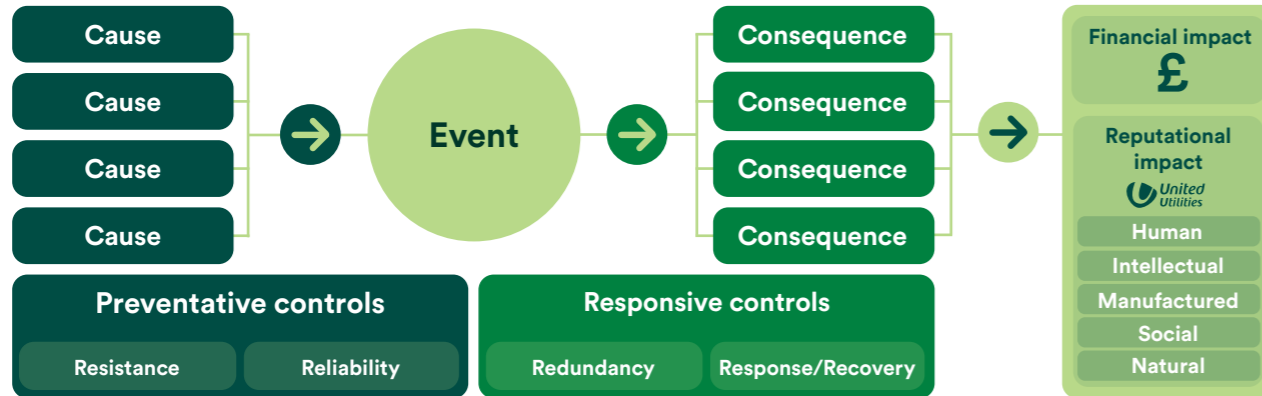 Cause
Cause
Cause
Cause
Event
Consequence
Consequence
Consequence
Consequence
Preventative controls
Resistance
Reliability
Responsive controls
Redundancy
Response/Recovery
Financial impact
£
Reputational
impact
United
Utilities
Human
Intellectual
Manufactured
Social
Natural